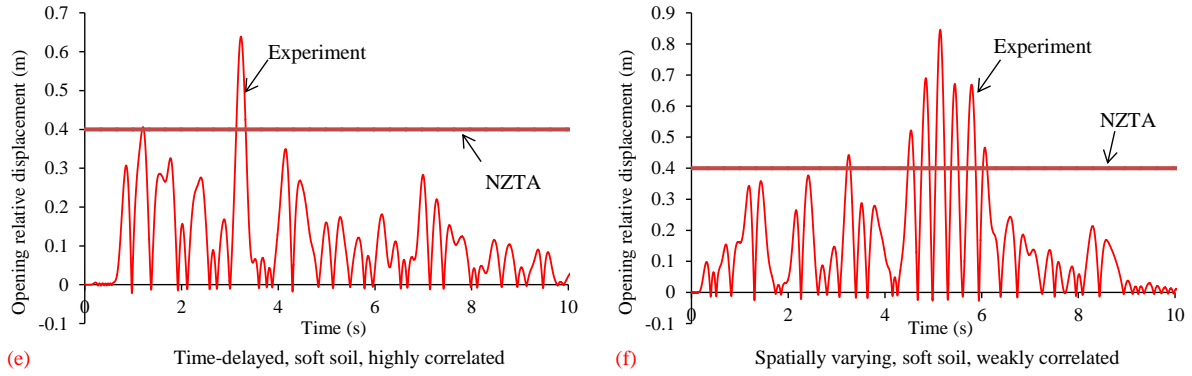 Opening relative displacement (m)
0.7
0.6
0.5
0.4
0.3
0.2
0.1
0
-0.1
Experiment
NZTA
0 2 4 6 8 10
Time (s)
(e) Time-delayed, soft soil, highly correlated
Opening relative displacement (m)
0.9
0.8
0.7
0.6
0.5
0.4
0.3
0.2
0.1
0
-0.1
Experiment
NZTA
0 2 4 6 8 10
Time (s)
(f) Spatially varying, soft soil, weakly correlated